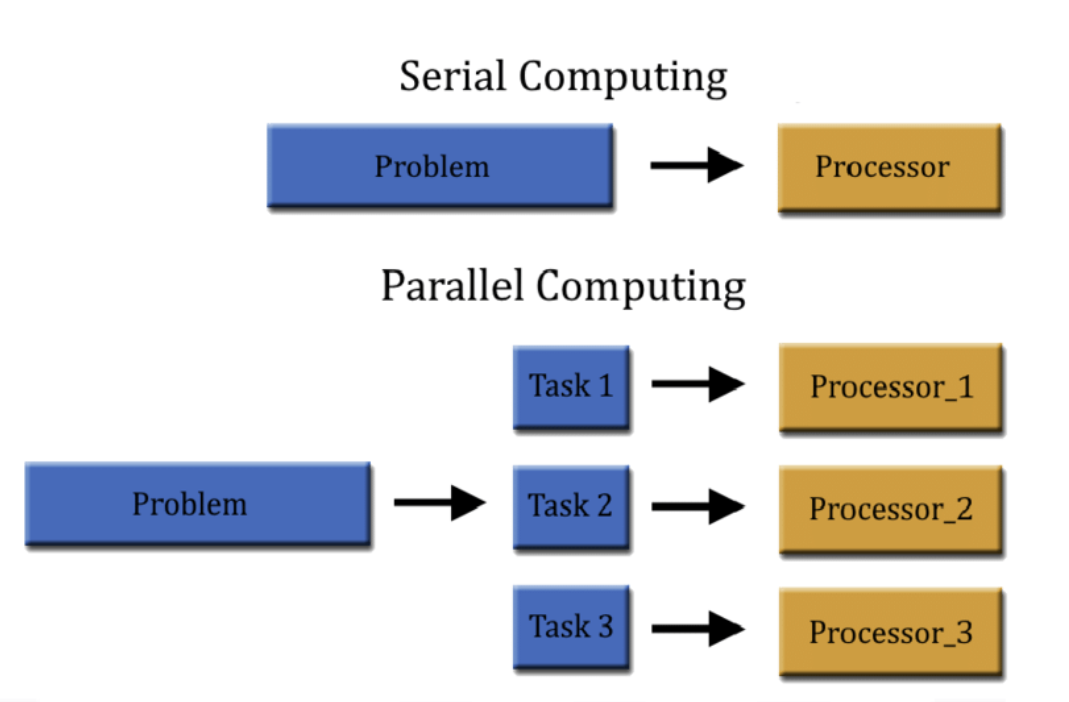 Serial Computing
Problem
Processor
Parallel Computing
Task 1
Processor_1
Problem
Task 2
Processor_2
Task 3
Processor_3